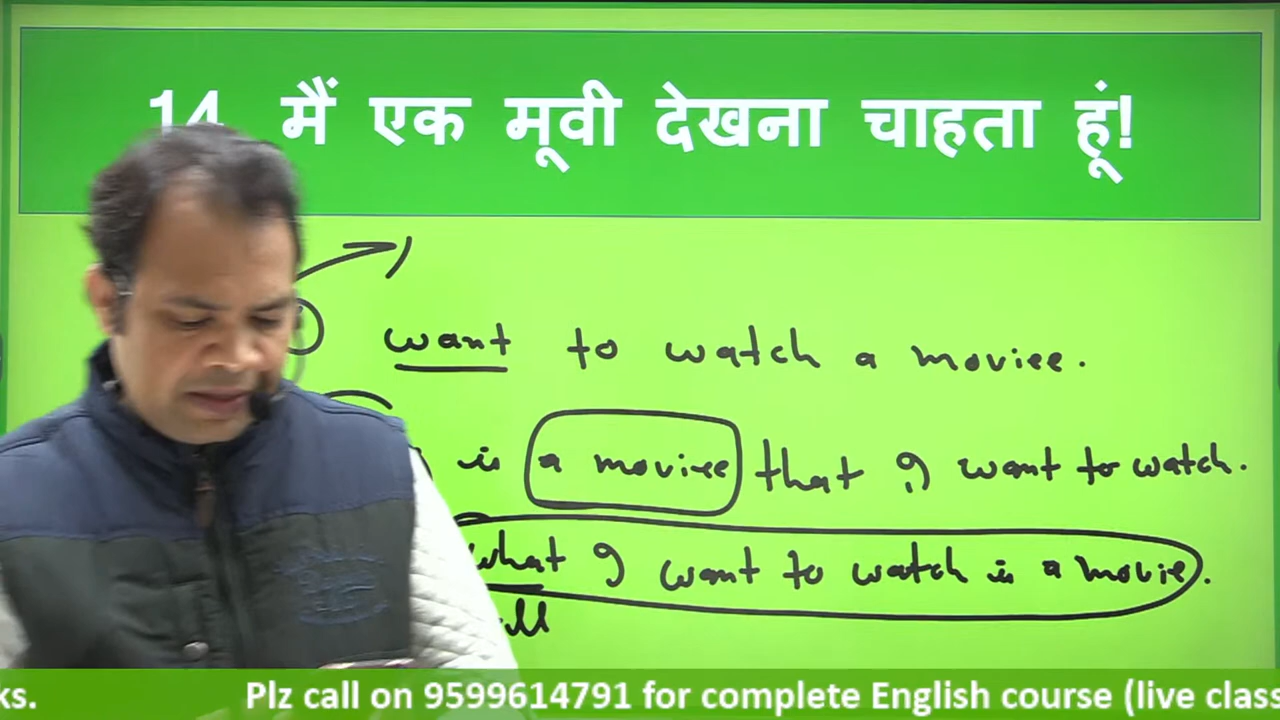 14. मैं एक मूवी देखना चाहता हूं!
want to watch a moviee.
is a moviee that I want to watch.
what I want to watch is a movie.
ks. Plz call on 9599614791 for complete English course (live class